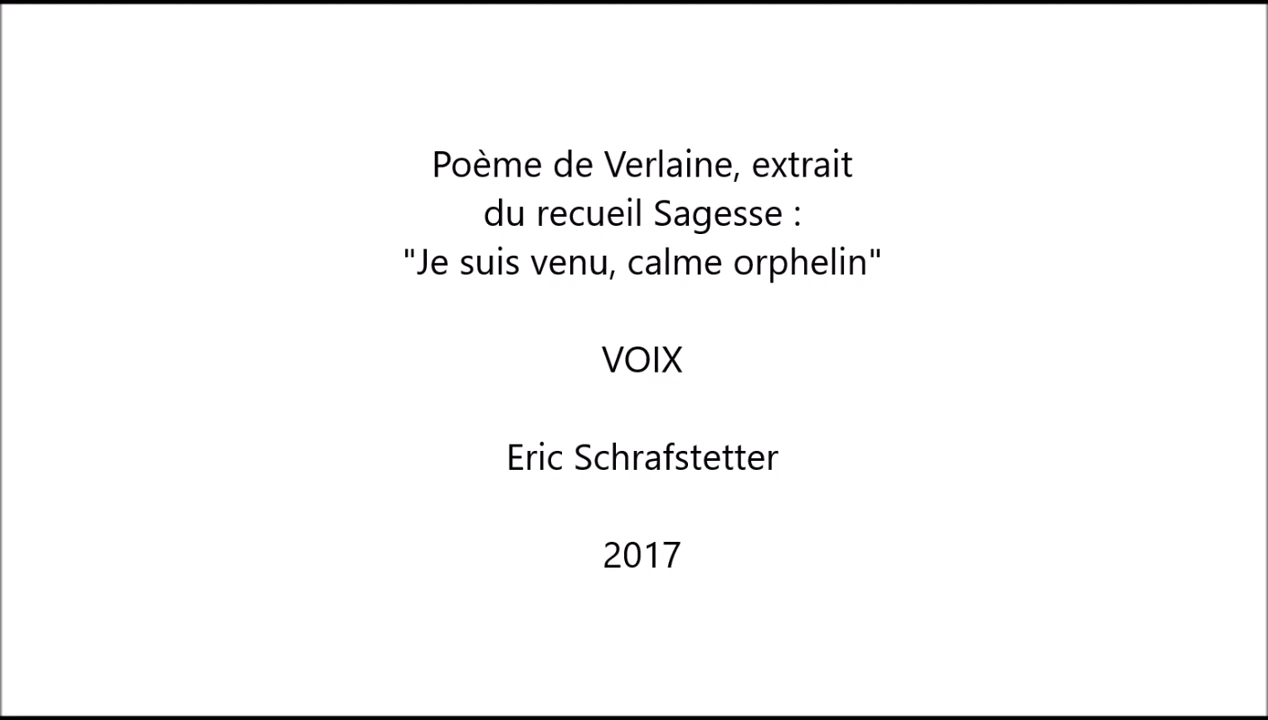 Poème de Verlaine, extrait
du recueil Sagesse :
"Je suis venu, calme orphelin"
VOIX
Eric Schrafstetter
2017